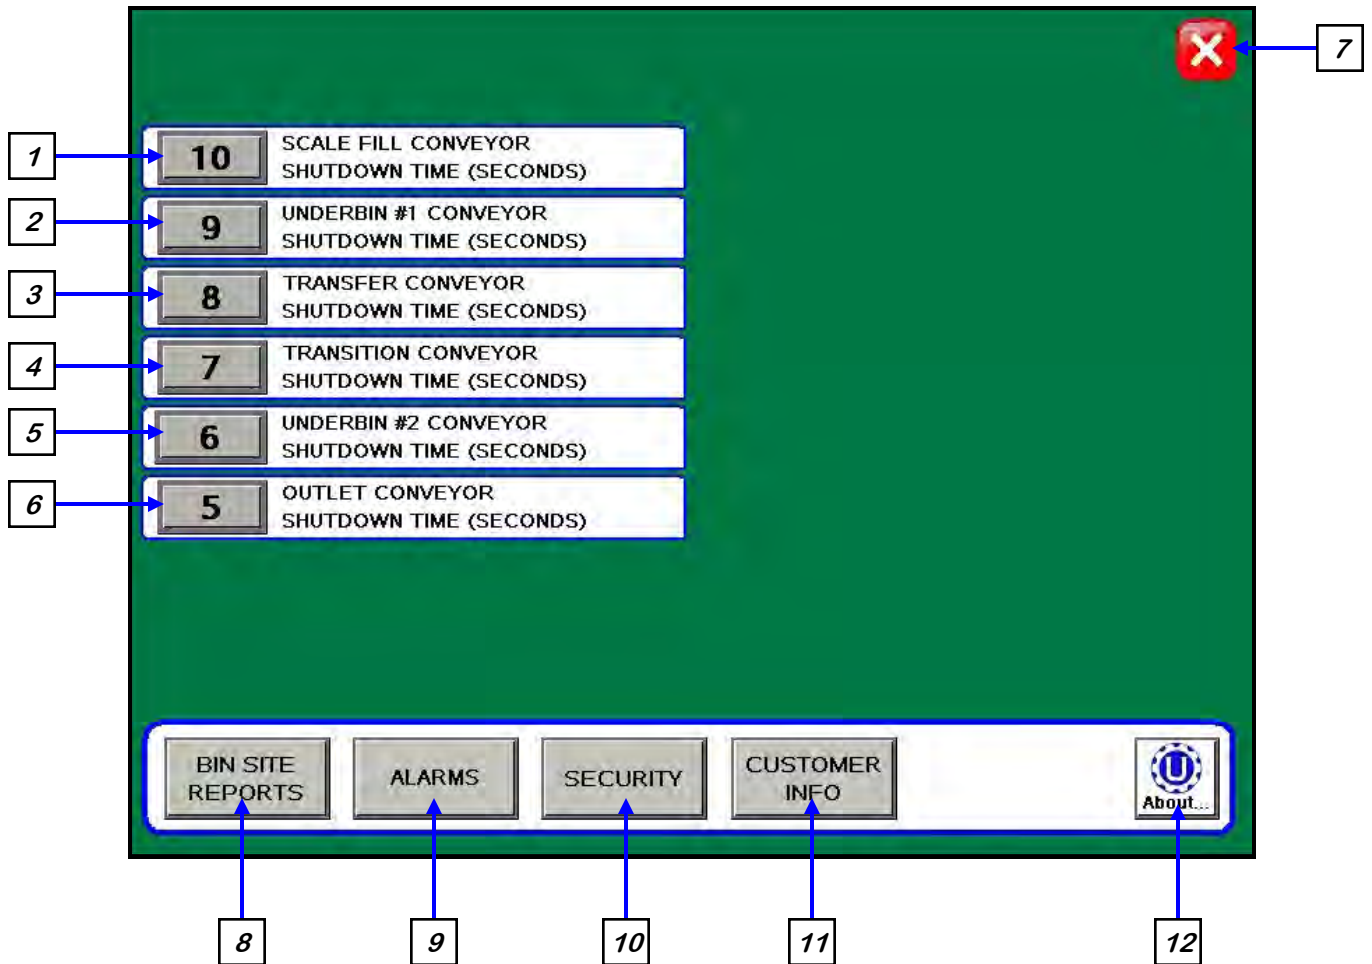 7
1
10
SCALE FILL CONVEYOR
SHUTDOWN TIME (SECONDS)
2
9
UNDERBIN #1 CONVEYOR
SHUTDOWN TIME (SECONDS)
3
8
TRANSFER CONVEYOR
SHUTDOWN TIME (SECONDS)
4
7
TRANSITION CONVEYOR
SHUTDOWN TIME (SECONDS)
5
6
UNDERBIN #2 CONVEYOR
SHUTDOWN TIME (SECONDS)
6
5
OUTLET CONVEYOR
SHUTDOWN TIME (SECONDS)
BIN SITE
REPORTS
ALARMS
SECURITY
CUSTOMER
INFO
U
About...
8
9
10
11
12